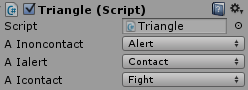 Triangle (Script)
Script Triangle
A Inoncontact Alert
A Ialert Contact
A Icontact Fight